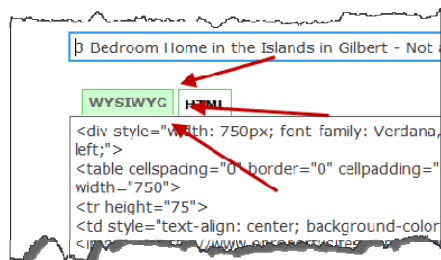 3 Bedroom Home in the Islands in Gilbert - Not a
WYSIWYG HTML
<div style="width: 750px; font family: Verdana,
left;">
<table cellspacing="0" border="0" cellpadding="
width="750">
<tr height="75">
<td style="text-align: center; background-color